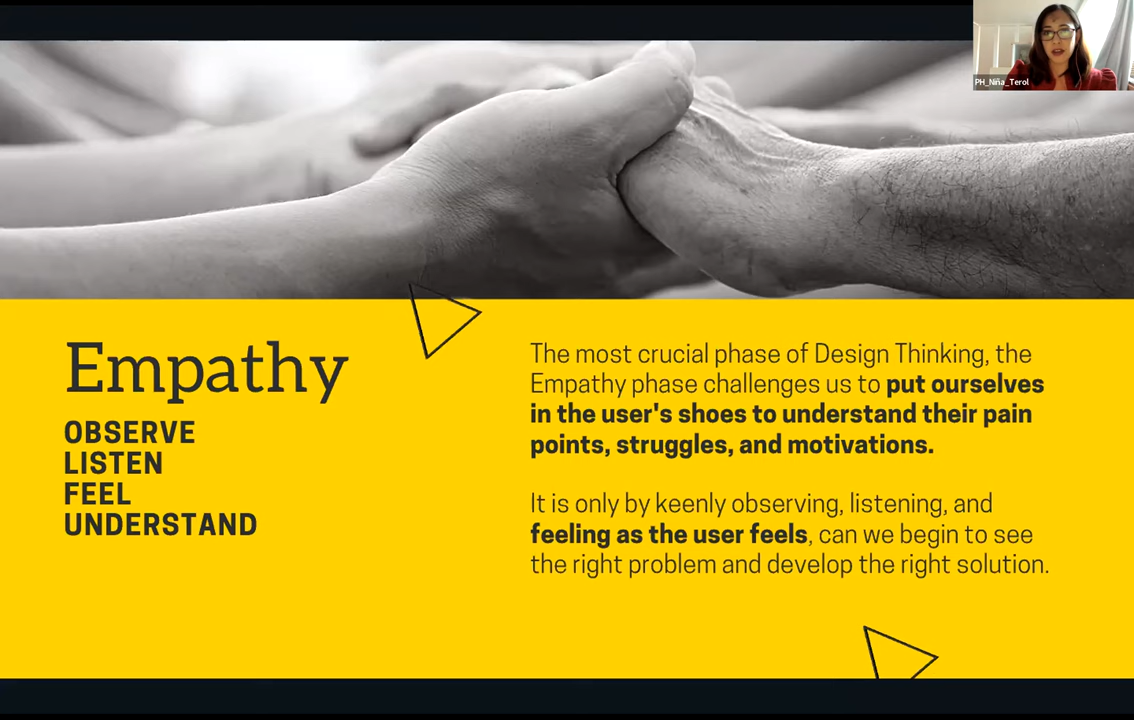 PH_Niña_Terol
Empathy
OBSERVE
LISTEN
FEEL
UNDERSTAND
The most crucial phase of Design Thinking, the
Empathy phase challenges us to put ourselves
in the user's shoes to understand their pain
points, struggles, and motivations.
It is only by keenly observing, listening, and
feeling as the user feels, can we begin to see
the right problem and develop the right solution.